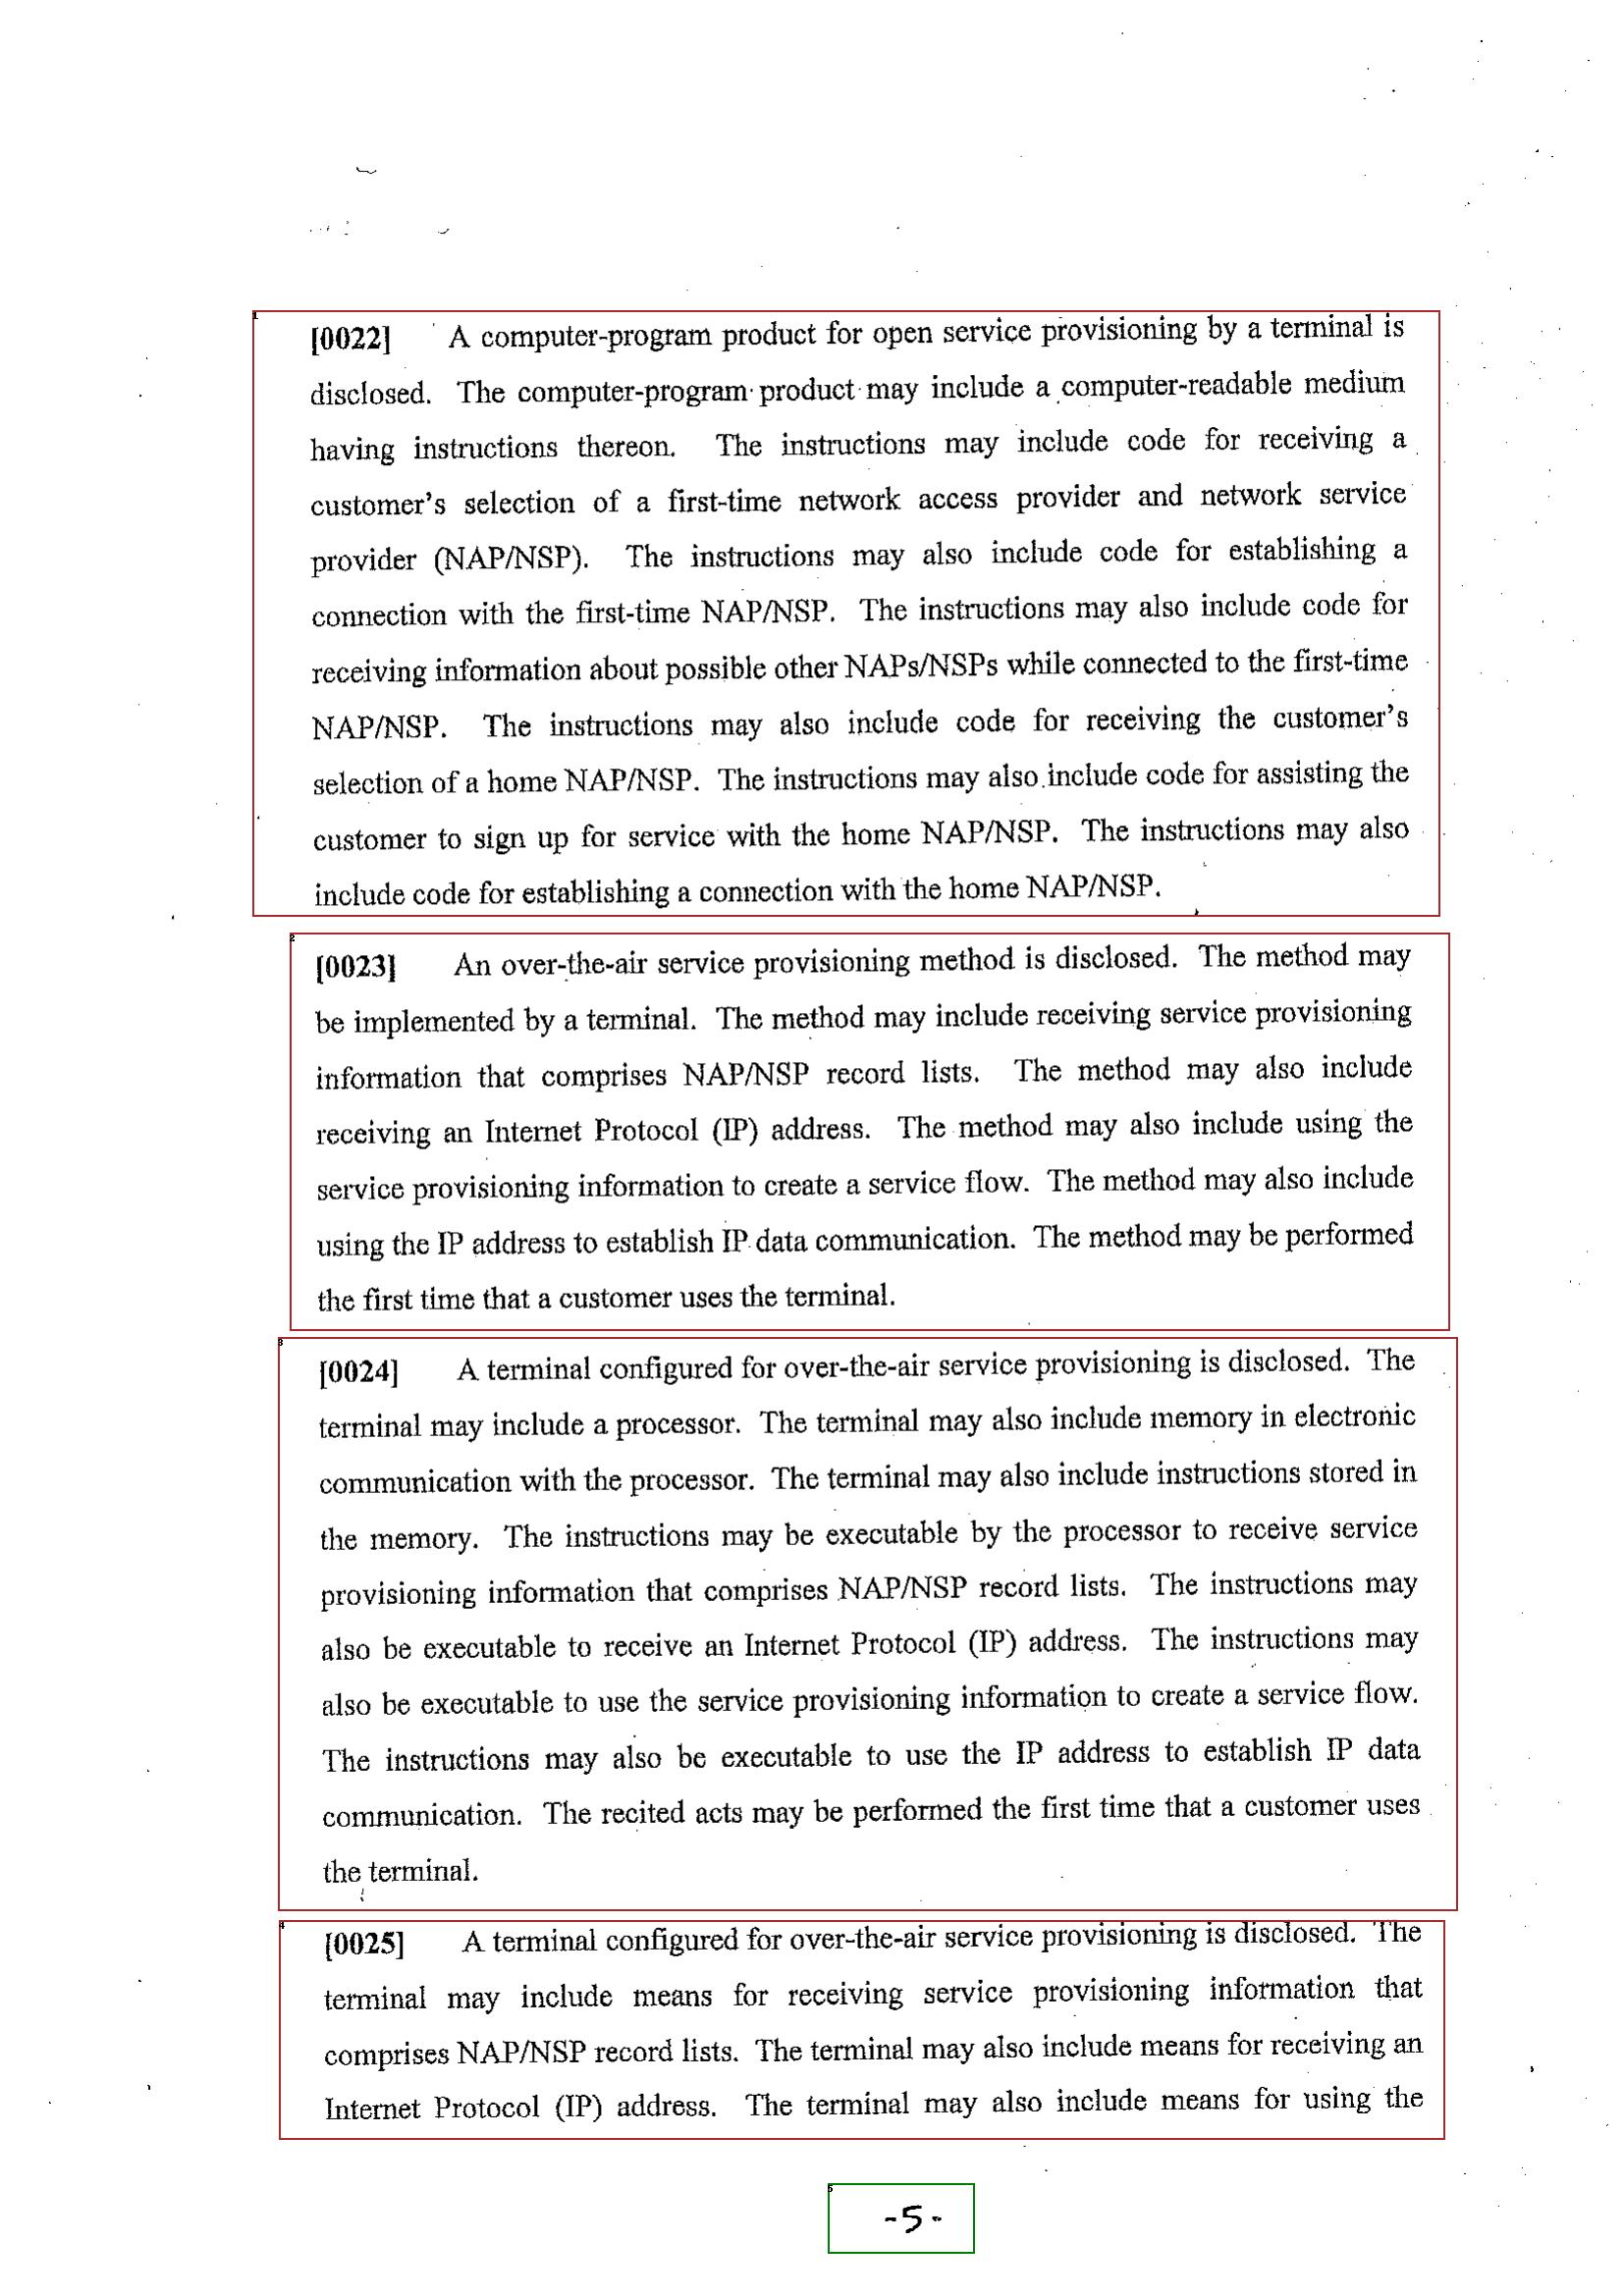 [0022] A computer-program product for open service provisioning by a terminal is
disclosed. The computer-program product may include a computer-readable medium
having instructions thereon. The instructions may include code for receiving a
customer's selection of a first-time network access provider and network service
provider (NAP/NSP). The instructions may also include code for establishing a
connection with the first-time NAP/NSP. The instructions may also include code for
receiving information about possible other NAPs/NSPs while connected to the first-time
NAP/NSP. The instructions may also include code for receiving the customer's
selection of a home NAP/NSP. The instructions may also include code for assisting the
customer to sign up for service with the home NAP/NSP. The instructions may also
include code for establishing a connection with the home NAP/NSP.
[0023] An over-the-air service provisioning method is disclosed. The method may
be implemented by a terminal. The method may include receiving service provisioning
information that comprises NAP/NSP record lists. The method may also include
receiving an Internet Protocol (IP) address. The method may also include using the
service provisioning information to create a service flow. The method may also include
using the IP address to establish IP data communication. The method may be performed
the first time that a customer uses the terminal.
[0024] A terminal configured for over-the-air service provisioning is disclosed. The
terminal may include a processor. The terminal may also include memory in electronic
communication with the processor. The terminal may also include instructions stored in
the memory. The instructions may be executable by the processor to receive service
provisioning information that comprises NAP/NSP record lists. The instructions may
also be executable to receive an Internet Protocol (IP) address. The instructions may
also be executable to use the service provisioning information to create a service flow.
The instructions may also be executable to use the IP address to establish IP data
communication. The recited acts may be performed the first time that a customer uses
the terminal.
[0025] A terminal configured for over-the-air service provisioning is disclosed. The
terminal may include means for receiving service provisioning information that
comprises NAP/NSP record lists. The terminal may also include means for receiving an
Internet Protocol (IP) address. The terminal may also include means for using the
-5-